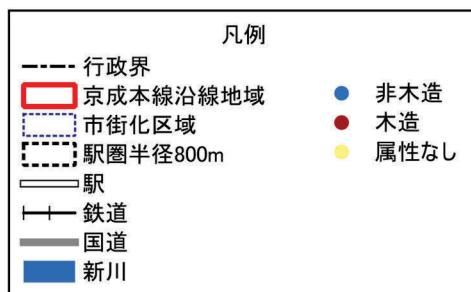 凡例
行政界
京成本線沿線地域
市街化区域
駅圏半径800m
駅
鉄道
国道
新川
非木造
木造
属性なし